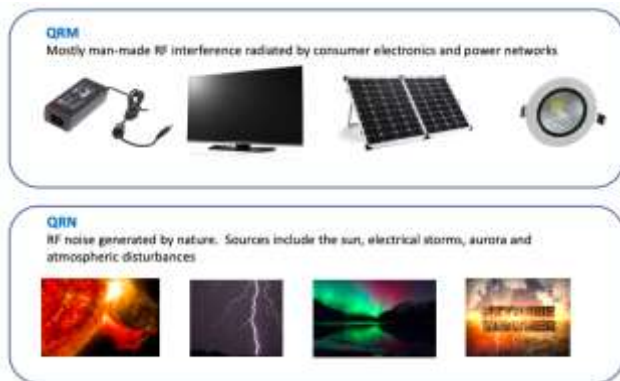 QRM
Mostly man-made RF interference radiated by consumer electronics and power networks
QRN
RF noise generated by nature. Sources include the sun, electrical storms, aurora and
atmospheric disturbances